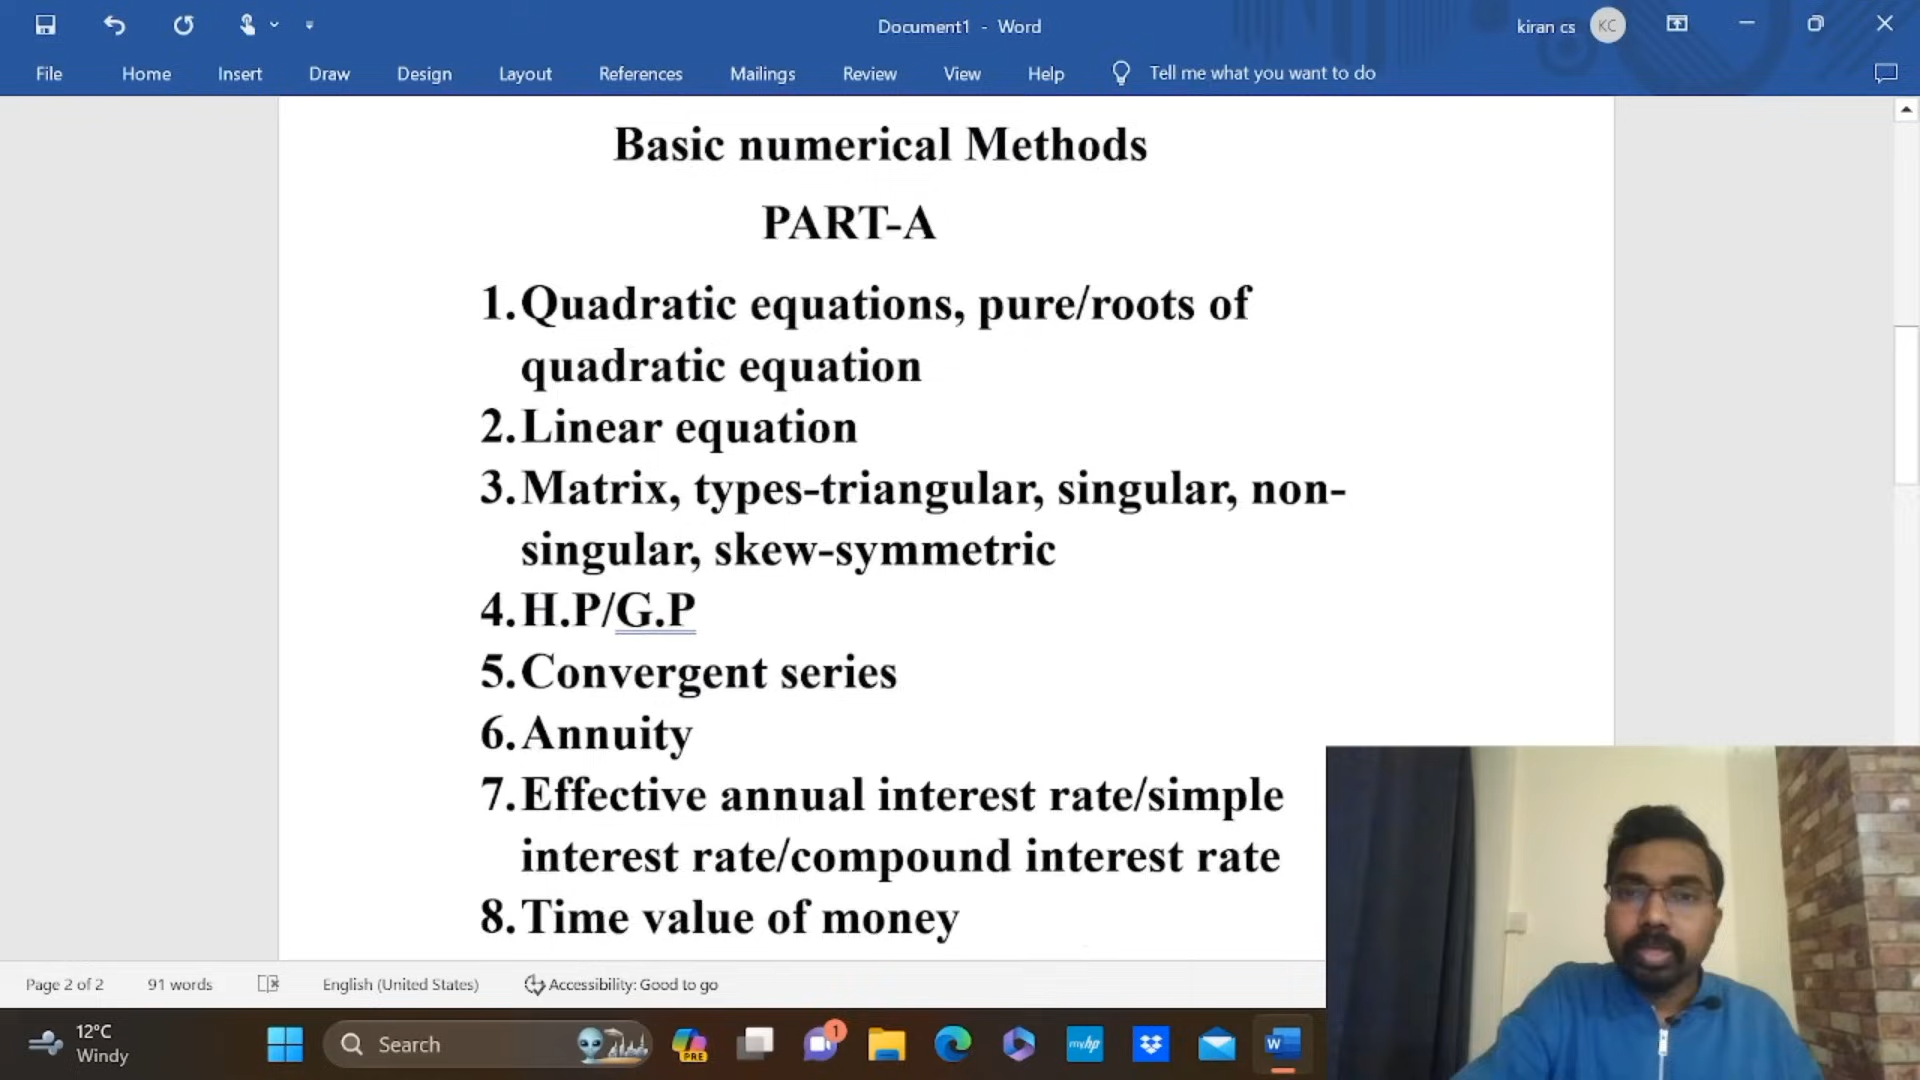 Document1 - Word
kiran cs
KC
File
Home
Insert
Draw
Design
Layout
References
Mailings
Review
View
Help
Tell me what you want to do
Basic numerical Methods
PART-A
1.Quadratic equations, pure/roots of
quadratic equation
2.Linear equation
3.Matrix, types-triangular, singular, non-
singular, skew-symmetric
4.H.P/G.P
5.Convergent series
6.Annuity
7.Effective annual interest rate/simple
interest rate/compound interest rate
8.Time value of money
Page 2 of 2
91 words
English (United States)
Accessibility: Good to go
12°C
Windy
Search
PRE
1
myhp
W